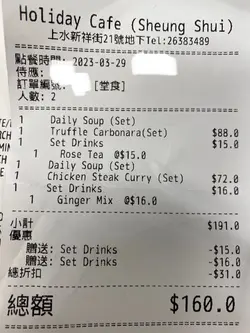 Holiday Cafe (Sheung Shui)
上水新祥街21號地下Tel:26383489
點餐時間: 2023-03-29
侍應:
訂單編號: [堂食]
人數: 2
1 Daily Soup (Set)
1 Truffle Carbonara(Set) $88.0
1 Set Drinks $15.0
1 Rose Tea @$15.0
1 Daily Soup (Set)
1 Chicken Steak Curry (Set) $72.0
1 Set Drinks $16.0
1 Ginger Mix @$16.0
小計 $191.0
優惠
贈送: Set Drinks -$15.0
贈送: Set Drinks -$16.0
總折扣 -$31.0
總額 $160.0